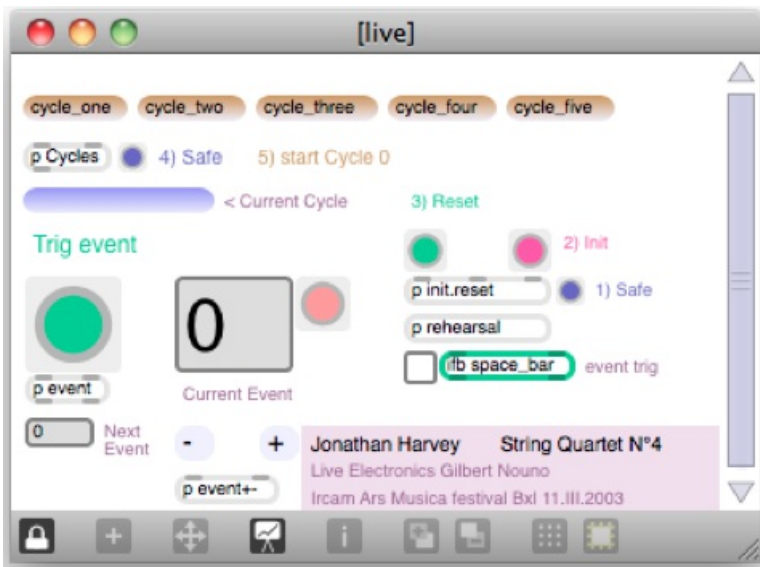 [live]
cycle_one cycle_two cycle_three cycle_four cycle_five
p Cycles 4) Safe 5) start Cycle 0
< Current Cycle 3) Reset
Trig event 2) Init
p init.reset 1) Safe
0
p rehearsal
ifb space_bar event trig
p event Current Event
0 Next Event
- +
p event+-
Jonathan Harvey String Quartet N°4
Live Electronics Gilbert Nouno
Ircam Ars Musica festival Bxl 11.III.2003